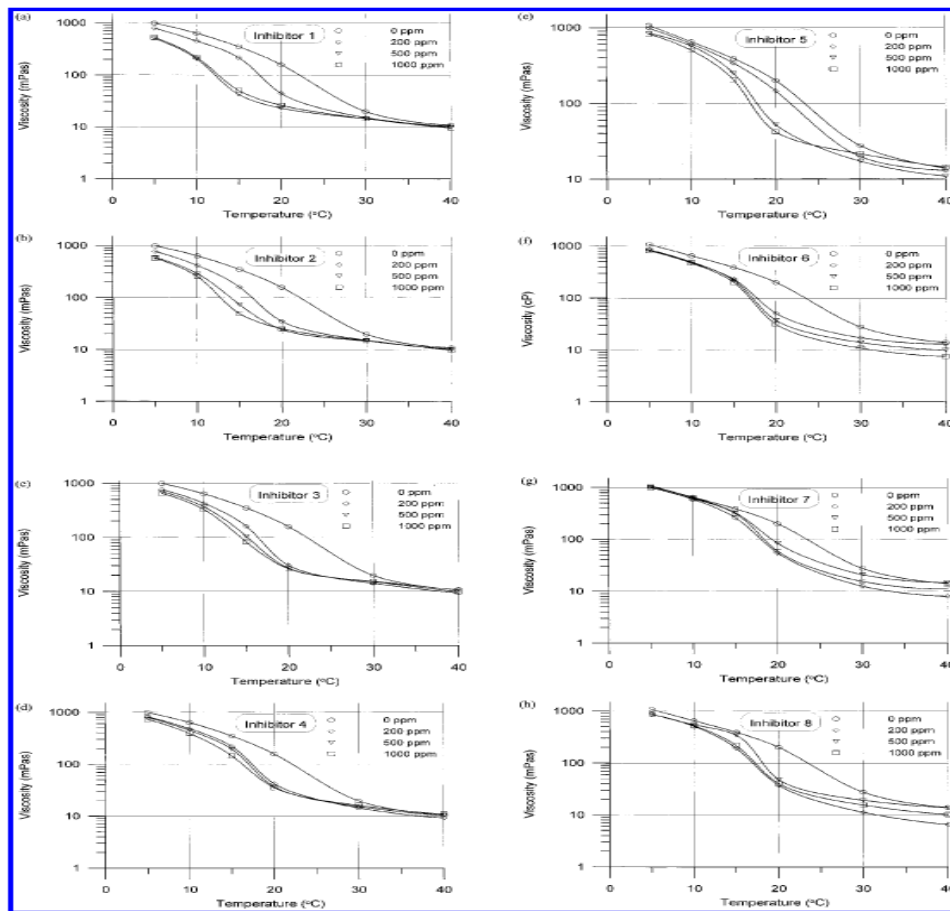 (a)
Inhibitor 1
0 ppm
200 ppm
500 ppm
1000 ppm
Viscosity (mPas)
1000
100
10
1
0 10 20 30 40
Temperature (°C)
(b)
Inhibitor 2
0 ppm
200 ppm
500 ppm
1000 ppm
Viscosity (mPas)
1000
100
10
1
0 10 20 30 40
Temperature (°C)
(c)
Inhibitor 3
0 ppm
200 ppm
500 ppm
1000 ppm
Viscosity (mPas)
1000
100
10
1
0 10 20 30 40
Temperature (°C)
(d)
Inhibitor 4
0 ppm
200 ppm
500 ppm
1000 ppm
Viscosity (mPas)
1000
100
10
1
0 10 20 30 40
Temperature (°C)
(e)
Inhibitor 5
0 ppm
200 ppm
500 ppm
1000 ppm
Viscosity (mPas)
1000
100
10
0 10 20 30 40
Temperature (°C)
(f)
Inhibitor 6
0 ppm
200 ppm
500 ppm
1000 ppm
Viscosity (cP)
1000
100
10
1
0 10 20 30 40
Temperature (°C)
(g)
Inhibitor 7
0 ppm
200 ppm
500 ppm
1000 ppm
Viscosity (mPas)
1000
100
10
1
0 10 20 30 40
Temperature (°C)
(h)
Inhibitor 8
0 ppm
200 ppm
500 ppm
1000 ppm
Viscosity (mPas)
1000
100
10
1
0 10 20 30 40
Temperature (°C)